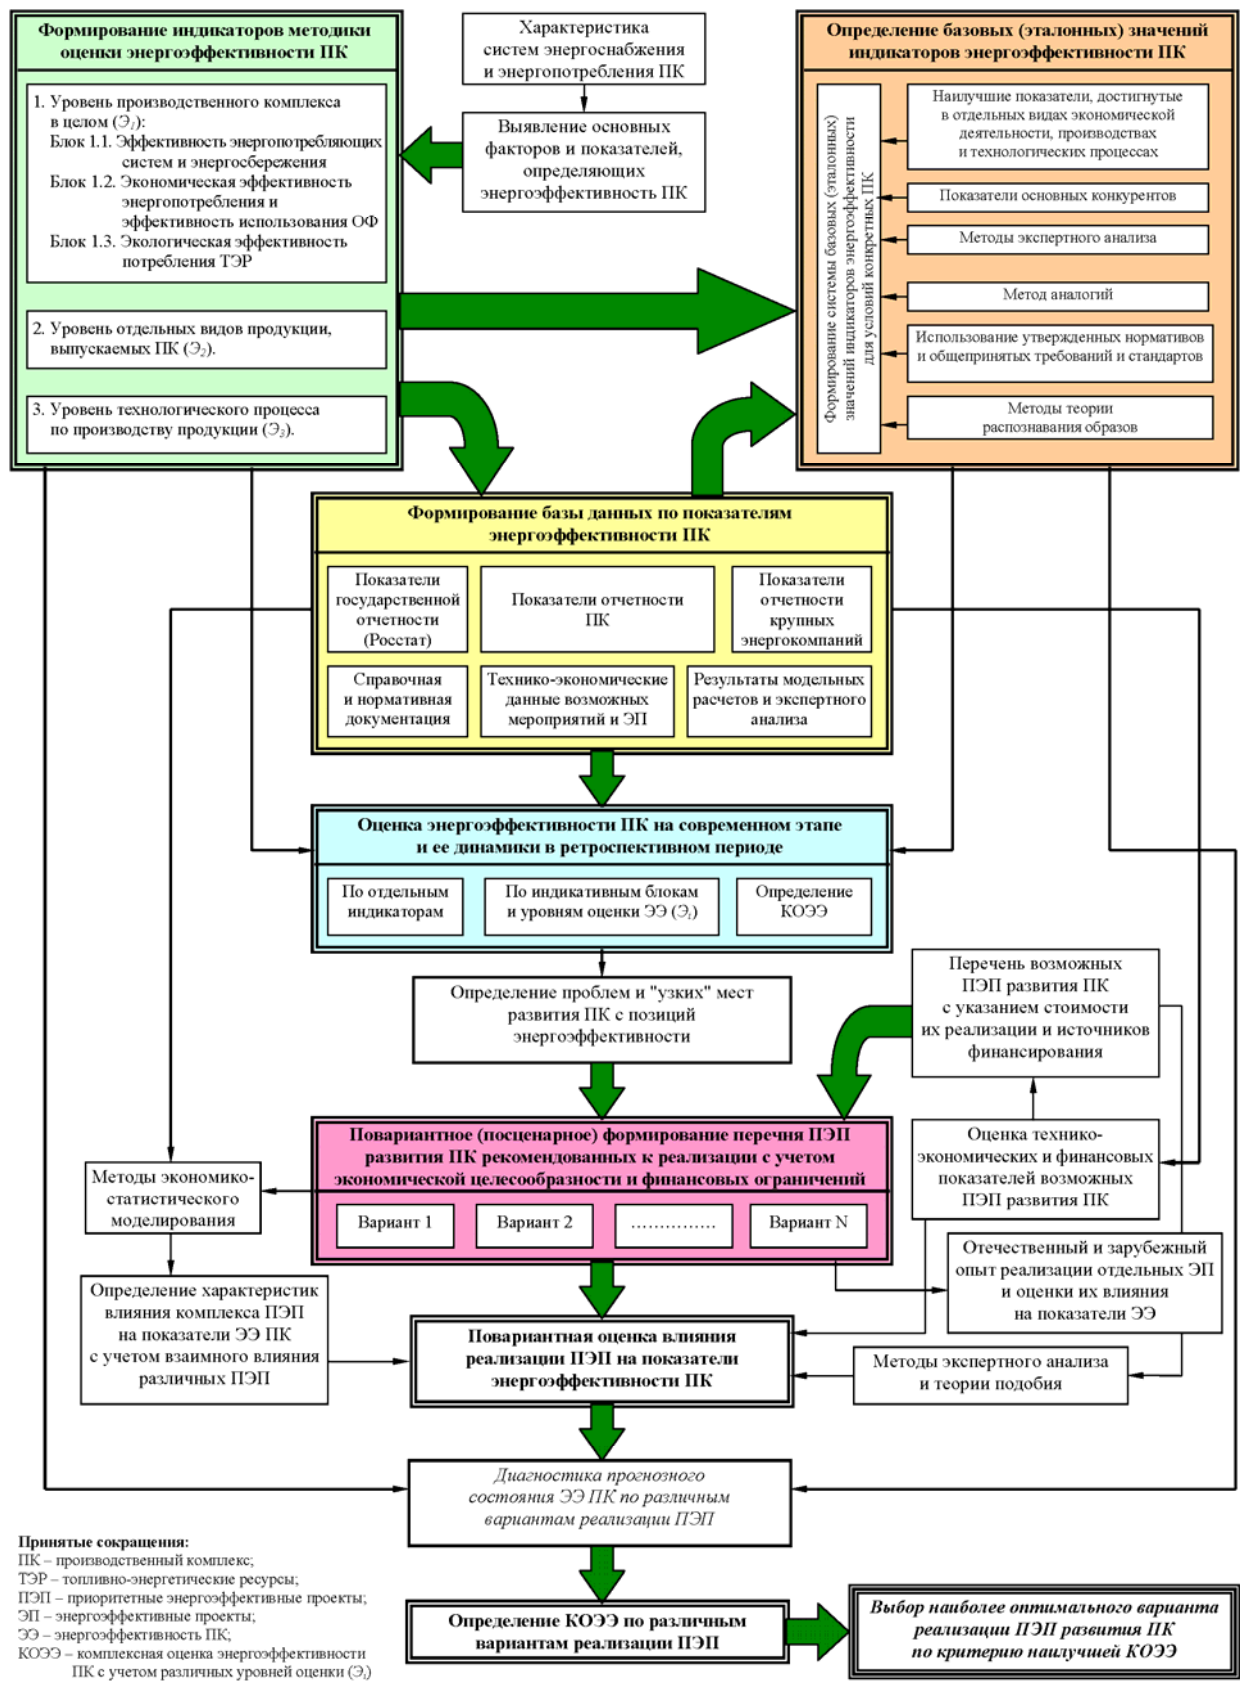 Формирование индикаторов методики
оценки энергоэффективности ПК
1. Уровень производственного комплекса
в целом (Э₁):
Блок 1.1. Эффективность энергопотребляющих
систем и энергосбережения
Блок 1.2. Экономическая эффективность
энергопотребления и
эффективность использования ОФ
Блок 1.3. Экологическая эффективность
потребления ТЭР
2. Уровень отдельных видов продукции,
выпускаемых ПК (Э₂).
3. Уровень технологического процесса
по производству продукции (Э₃).
Характеристика
систем энергоснабжения
и энергопотребления ПК
Выявление основных
факторов и показателей,
определяющих
энергоэффективность ПК
Определение базовых (эталонных) значений
индикаторов энергоэффективности ПК
Формирование системы базовых (эталонных)
значений индикаторов энергоэффективности
для условий конкретных ПК
Наилучшие показатели, достигнутые
в отдельных видах экономической
деятельности, производствах
и технологических процессах
Показатели основных конкурентов
Методы экспертного анализа
Метод аналогий
Использование утвержденных нормативов
и общепринятых требований и стандартов
Методы теории
распознавания образов
Формирование базы данных по показателям
энергоэффективности ПК
Показатели
государственной
отчетности
(Росстат)
Показатели отчетности
ПК
Показатели
отчетности
крупных
энергокомпаний
Справочная
и нормативная
документация
Технико-экономические
данные возможных
мероприятий и ЭП
Результаты модельных
расчетов и экспертного
анализа
Оценка энергоэффективности ПК на современном этапе
и ее динамики в ретроспективном периоде
По отдельным
индикаторам
По индикативным блокам
и уровням оценки ЭЭ (Эₜ)
Определение
КОЭЭ
Определение проблем и "узких" мест
развития ПК с позиций
энергоэффективности
Перечень возможных
ПЭП развития ПК
с указанием стоимости
их реализации и источников
финансирования
Повариантное (посценарное) формирование перечня ПЭП
развития ПК рекомендованных к реализации с учетом
экономической целесообразности и финансовых ограничений
Вариант 1
Вариант 2
...............
Вариант N
Оценка технико-
экономических и финансовых
показателей возможных
ПЭП развития ПК
Методы экономико-
статистического
моделирования
Отечественный и зарубежный
опыт реализации отдельных ЭП
и оценки их влияния
на показатели ЭЭ
Определение характеристик
влияния комплекса ПЭП
на показатели ЭЭ ПК
с учетом взаимного влияния
различных ПЭП
Повариантная оценка влияния
реализации ПЭП на показатели
энергоэффективности ПК
Методы экспертного анализа
и теории подобия
Диагностика прогнозного
состояния ЭЭ ПК по различным
вариантам реализации ПЭП
Определение КОЭЭ по различным
вариантам реализации ПЭП
Выбор наиболее оптимального варианта
реализации ПЭП развития ПК
по критерию наилучшей КОЭЭ
Принятые сокращения:
ПК – производственный комплекс;
ТЭР – топливно-энергетические ресурсы;
ПЭП – приоритетные энергоэффективные проекты;
ЭП – энергоэффективные проекты;
ЭЭ – энергоэффективность ПК;
КОЭЭ – комплексная оценка энергоэффективности
ПК с учетом различных уровней оценки (Эₜ)